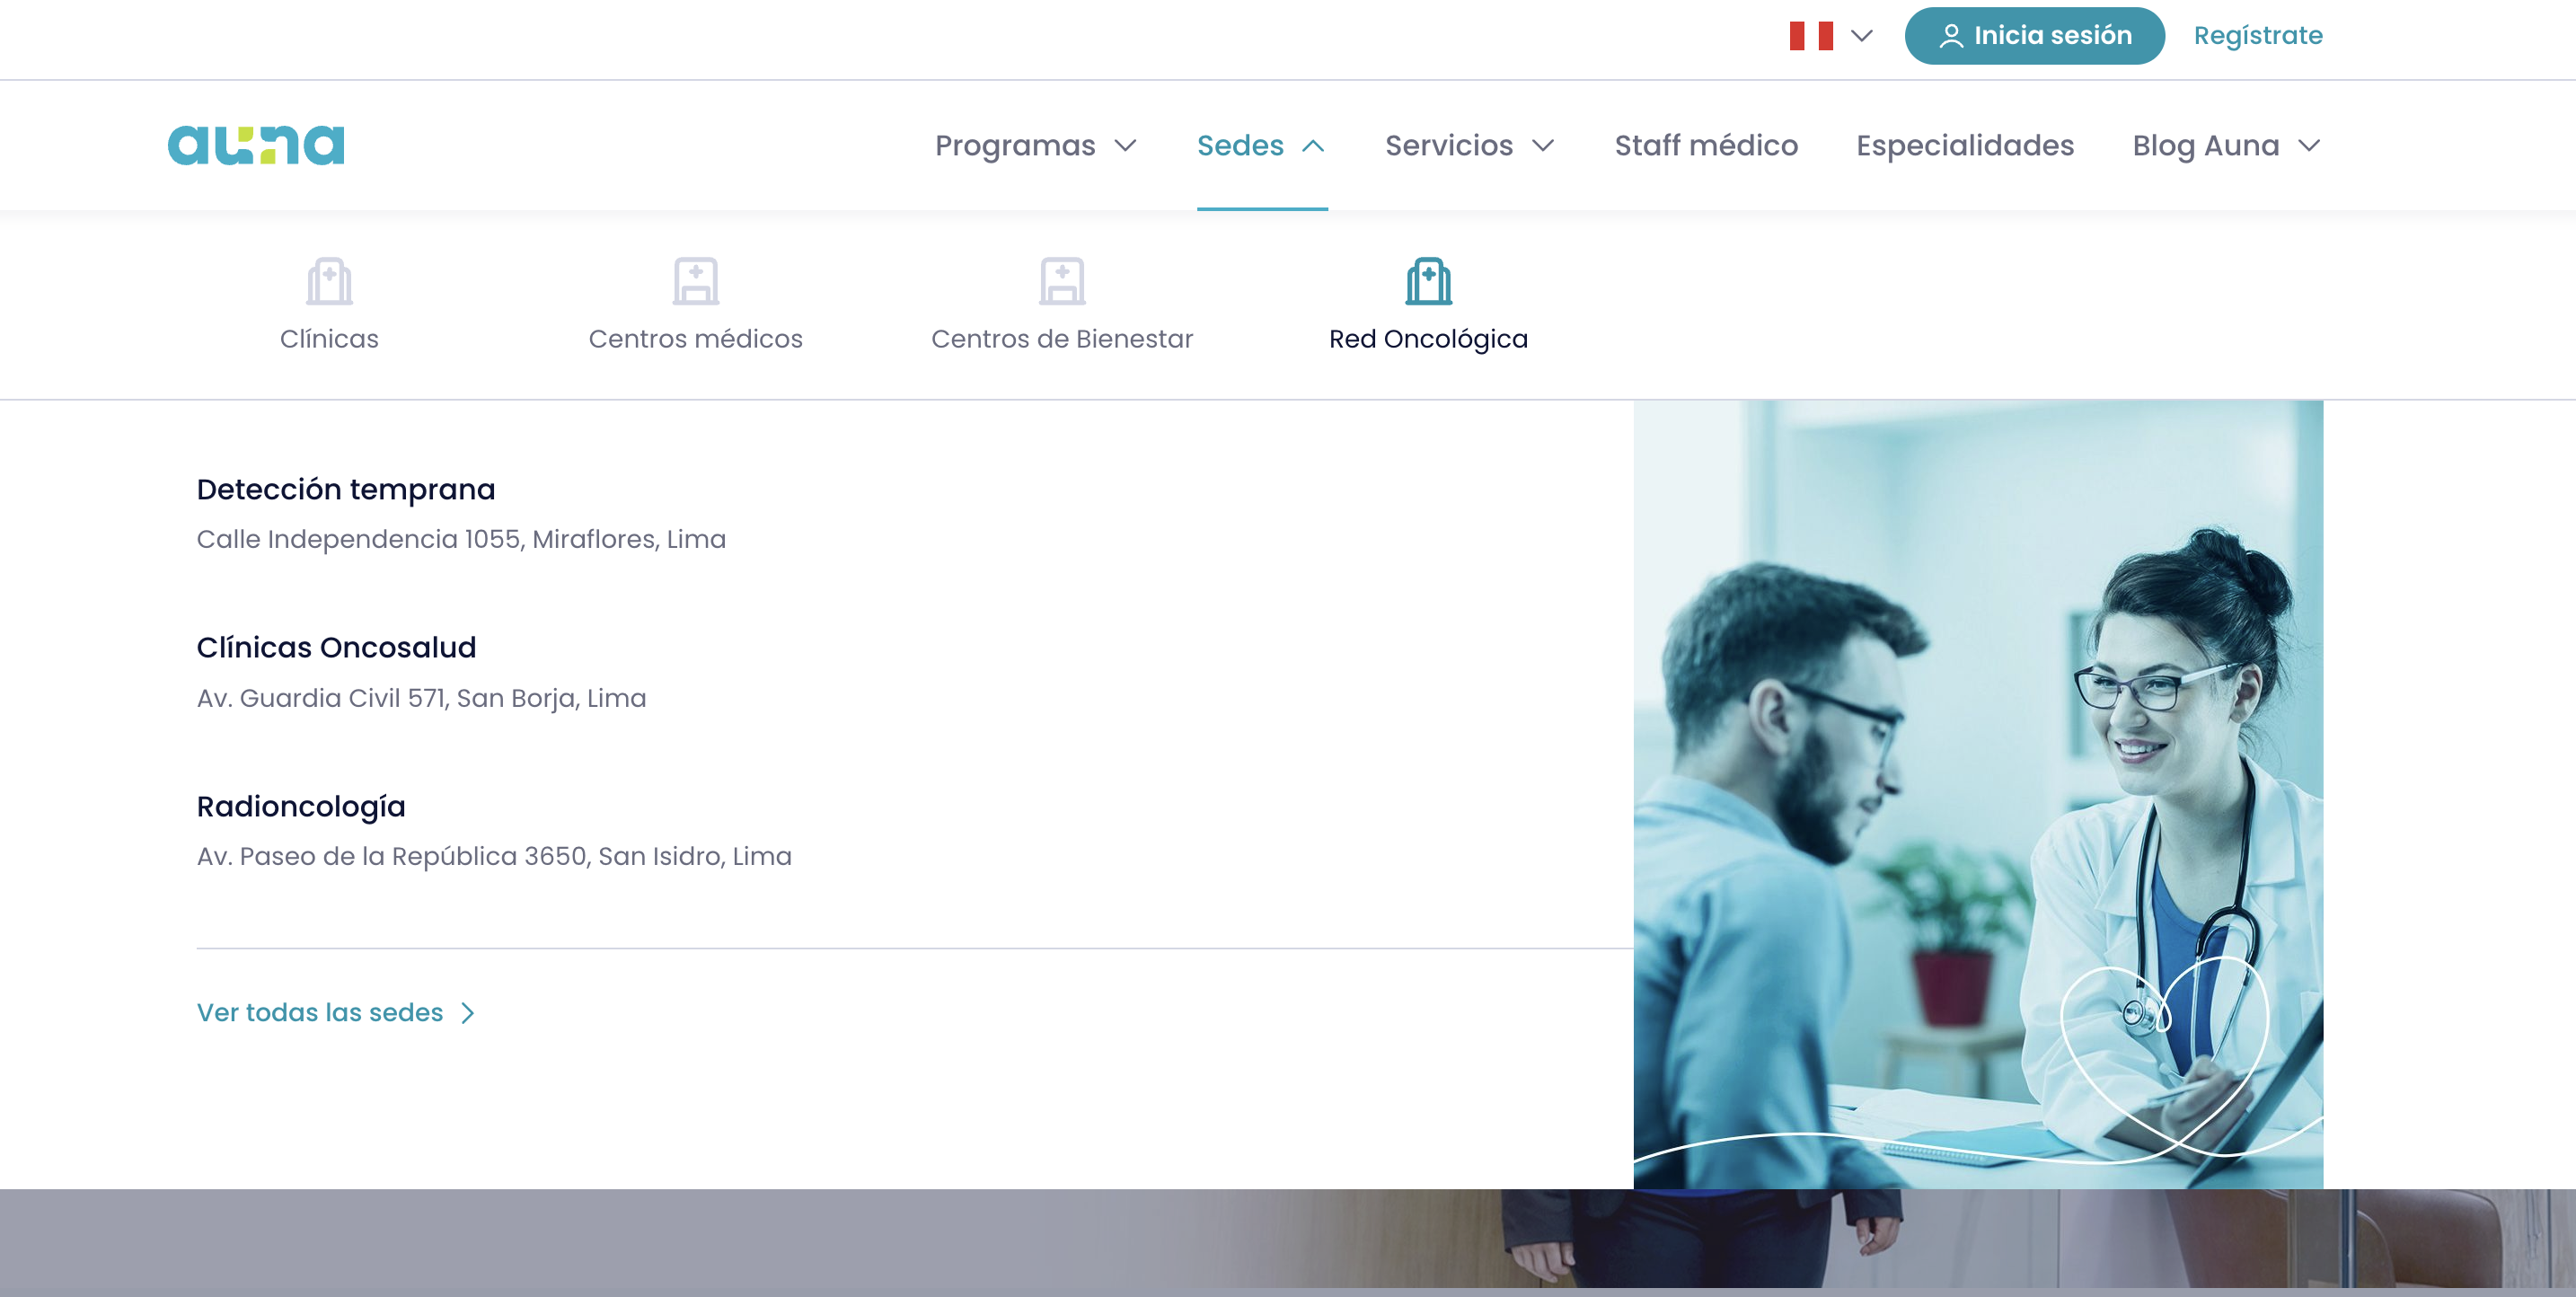 Inicia sesión
Regístrate
auna
Programas
Sedes
Servicios
Staff médico
Especialidades
Blog Auna
Clínicas
Centros médicos
Centros de Bienestar
Red Oncológica
Detección temprana
Calle Independencia 1055, Miraflores, Lima
Clínicas Oncosalud
Av. Guardia Civil 571, San Borja, Lima
Radioncología
Av. Paseo de la República 3650, San Isidro, Lima
Ver todas las sedes